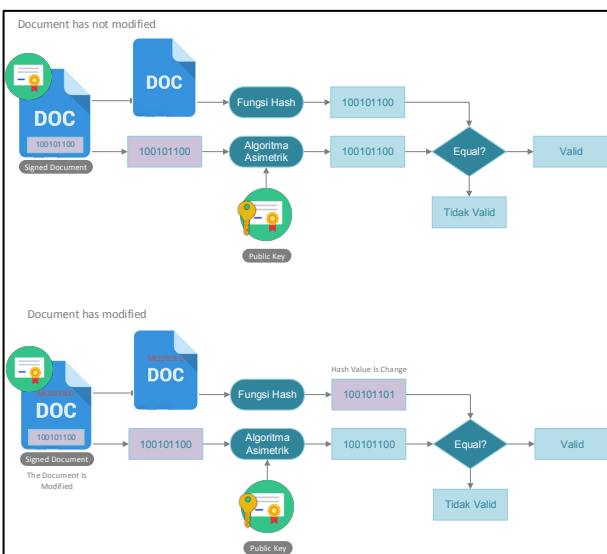 Document has not modified
DOC
100101100
Signed Document
DOC
Fungsi Hash
100101100
100101100
Algoritma
Asimetrik
100101100
Equal?
Valid
Tidak Valid
Public Key
Document has modified
MODIFIED
DOC
100101100
Signed Document
The Document Is
Modified
MODIFIED
DOC
Fungsi Hash
Hash Value Is Change
100101101
100101100
Algoritma
Asimetrik
100101100
Equal?
Valid
Tidak Valid
Public Key